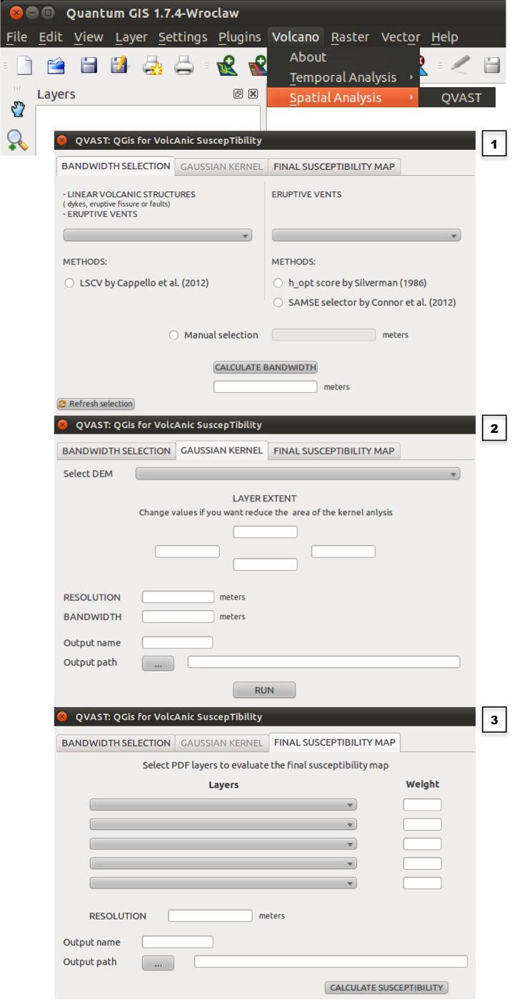 Quantum GIS 1.7.4-Wroclaw
File Edit View Layer Settings Plugins Volcano Raster Vector Help
About
Temporal Analysis
Spatial Analysis
QVAST
Layers
QVAST: QGis for VolcAnic SuscepTibility
1
BANDWIDTH SELECTION GAUSSIAN KERNEL FINAL SUSCEPTIBILITY MAP
- LINEAR VOLCANIC STRUCTURES
( dykes, eruptive fissure or faults)
- ERUPTIVE VENTS
METHODS:
LSCV by Cappello et al. (2012)
ERUPTIVE VENTS
METHODS:
h_opt score by Silverman (1986)
SAMSE selector by Connor et al. (2012)
Manual selection meters
CALCULATE BANDWIDTH
meters
Refresh selection
QVAST: QGis for VolcAnic SuscepTibility
2
BANDWIDTH SELECTION GAUSSIAN KERNEL FINAL SUSCEPTIBILITY MAP
Select DEM
LAYER EXTENT
Change values if you want reduce the area of the kernel anlysis
RESOLUTION meters
BANDWIDTH meters
Output name
Output path ...
RUN
QVAST: QGis for VolcAnic SuscepTibility
3
BANDWIDTH SELECTION GAUSSIAN KERNEL FINAL SUSCEPTIBILITY MAP
Select PDF layers to evaluate the final susceptibility map
Layers Weight
RESOLUTION meters
Output name
Output path ...
CALCULATE SUSCEPTIBILITY